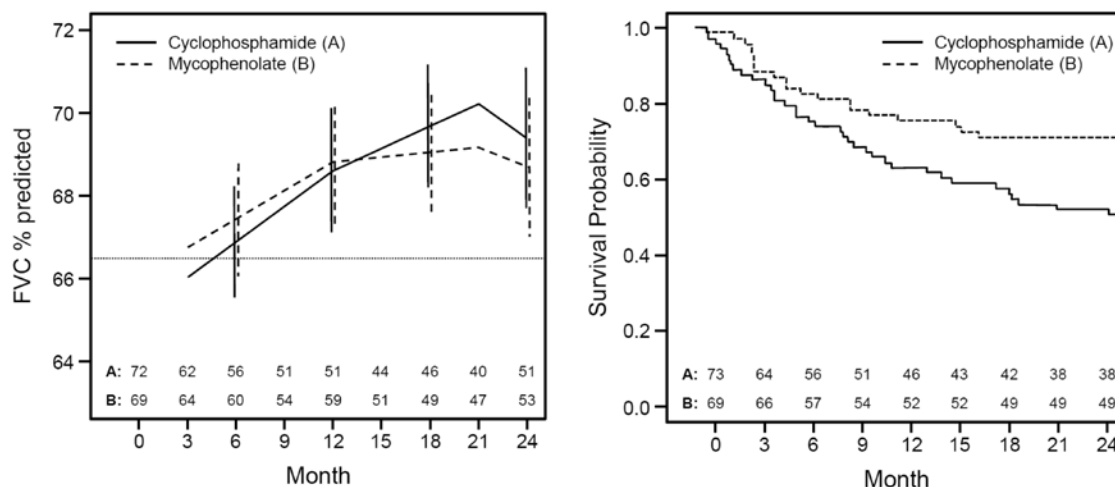 72
70
68
66
64
FVC % predicted
Cyclophosphamide (A)
Mycophenolate (B)
A: 72 62 56 51 51 44 46 40 51
B: 69 64 60 54 59 51 49 47 53
0 3 6 9 12 15 18 21 24
Month
1.0
0.8
0.6
0.4
0.2
0.0
Survival Probability
Cyclophosphamide (A)
Mycophenolate (B)
A: 73 64 56 51 46 43 42 38 38
B: 69 66 57 54 52 52 49 49 49
0 3 6 9 12 15 18 21 24
Month